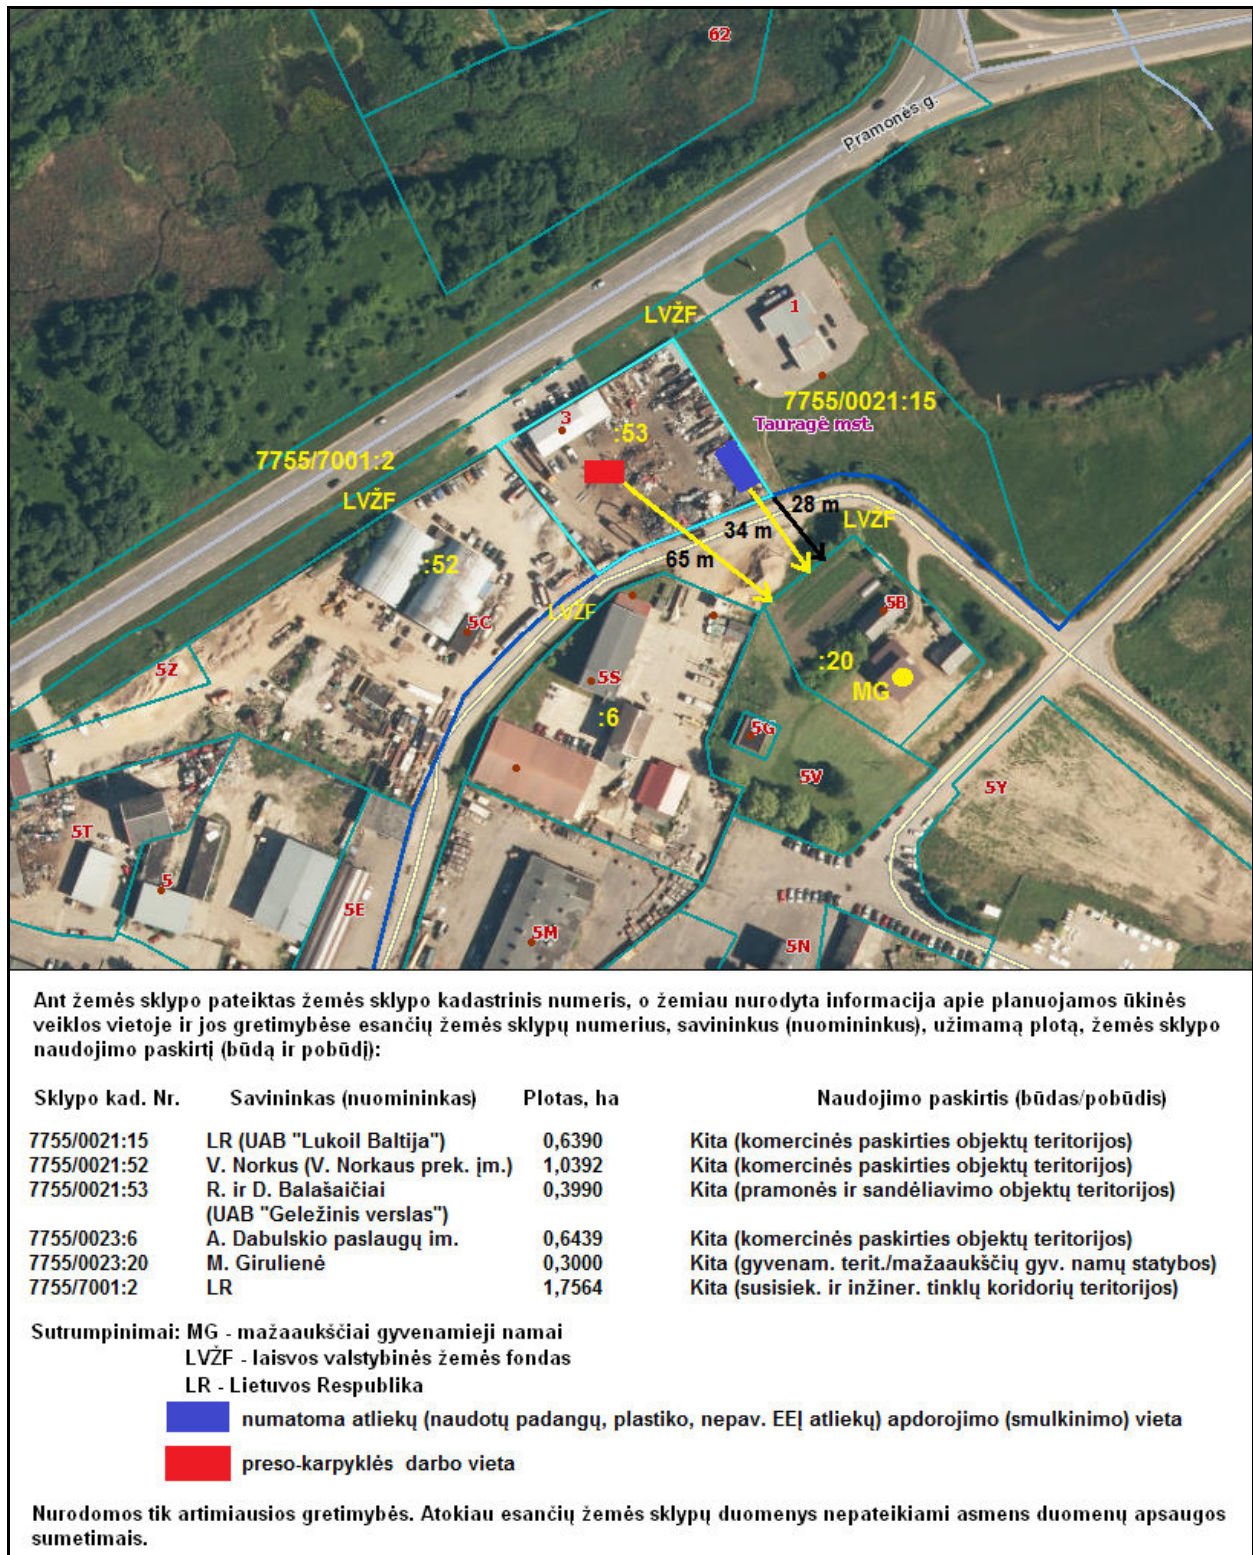 62
Pramonės g.
LVŽF
1
7755/0021:15
Tauragė mst.
3
:53
7755/7001:2
LVŽF
28 m
LVŽF
34 m
65 m
:52
LVŽF
5B
5C
:20
5Z
5S
MG
:6
5G
5V
5Y
5T
5
5E
5M
5N
Ant žemės sklypo pateiktas žemės sklypo kadastrinis numeris, o žemiau nurodyta informacija apie planuojamos ūkinės
veiklos vietoje ir jos gretimybėse esančių žemės sklypų numerius, savininkus (nuomininkus), užimamą plotą, žemės sklypo
naudojimo paskirtį (būdą ir pobūdį):
Sklypo kad. Nr. Savininkas (nuomininkas) Plotas, ha Naudojimo paskirtis (būdas/pobūdis)
7755/0021:15 LR (UAB "Lukoil Baltija") 0,6390 Kita (komercinės paskirties objektų teritorijos)
7755/0021:52 V. Norkus (V. Norkaus prek. įm.) 1,0392 Kita (komercinės paskirties objektų teritorijos)
7755/0021:53 R. ir D. Balašaičiai 0,3990 Kita (pramonės ir sandėliavimo objektų teritorijos)
(UAB "Geležinis verslas")
7755/0023:6 A. Dabulskio paslaugų im. 0,6439 Kita (komercinės paskirties objektų teritorijos)
7755/0023:20 M. Girulienė 0,3000 Kita (gyvenam. terit./mažaaukščių gyv. namų statybos)
7755/7001:2 LR 1,7564 Kita (susisiek. ir inžiner. tinklų koridorių teritorijos)
Sutrumpinimai: MG - mažaaukščiai gyvenamieji namai
LVŽF - laisvos valstybinės žemės fondas
LR - Lietuvos Respublika
numatoma atliekų (naudotų padangų, plastiko, nepav. EEĮ atliekų) apdorojimo (smulkinimo) vieta
preso-karpyklės darbo vieta
Nurodomos tik artimiausios gretimybės. Atokiau esančių žemės sklypų duomenys nepateikiami asmens duomenų apsaugos
sumetimais.